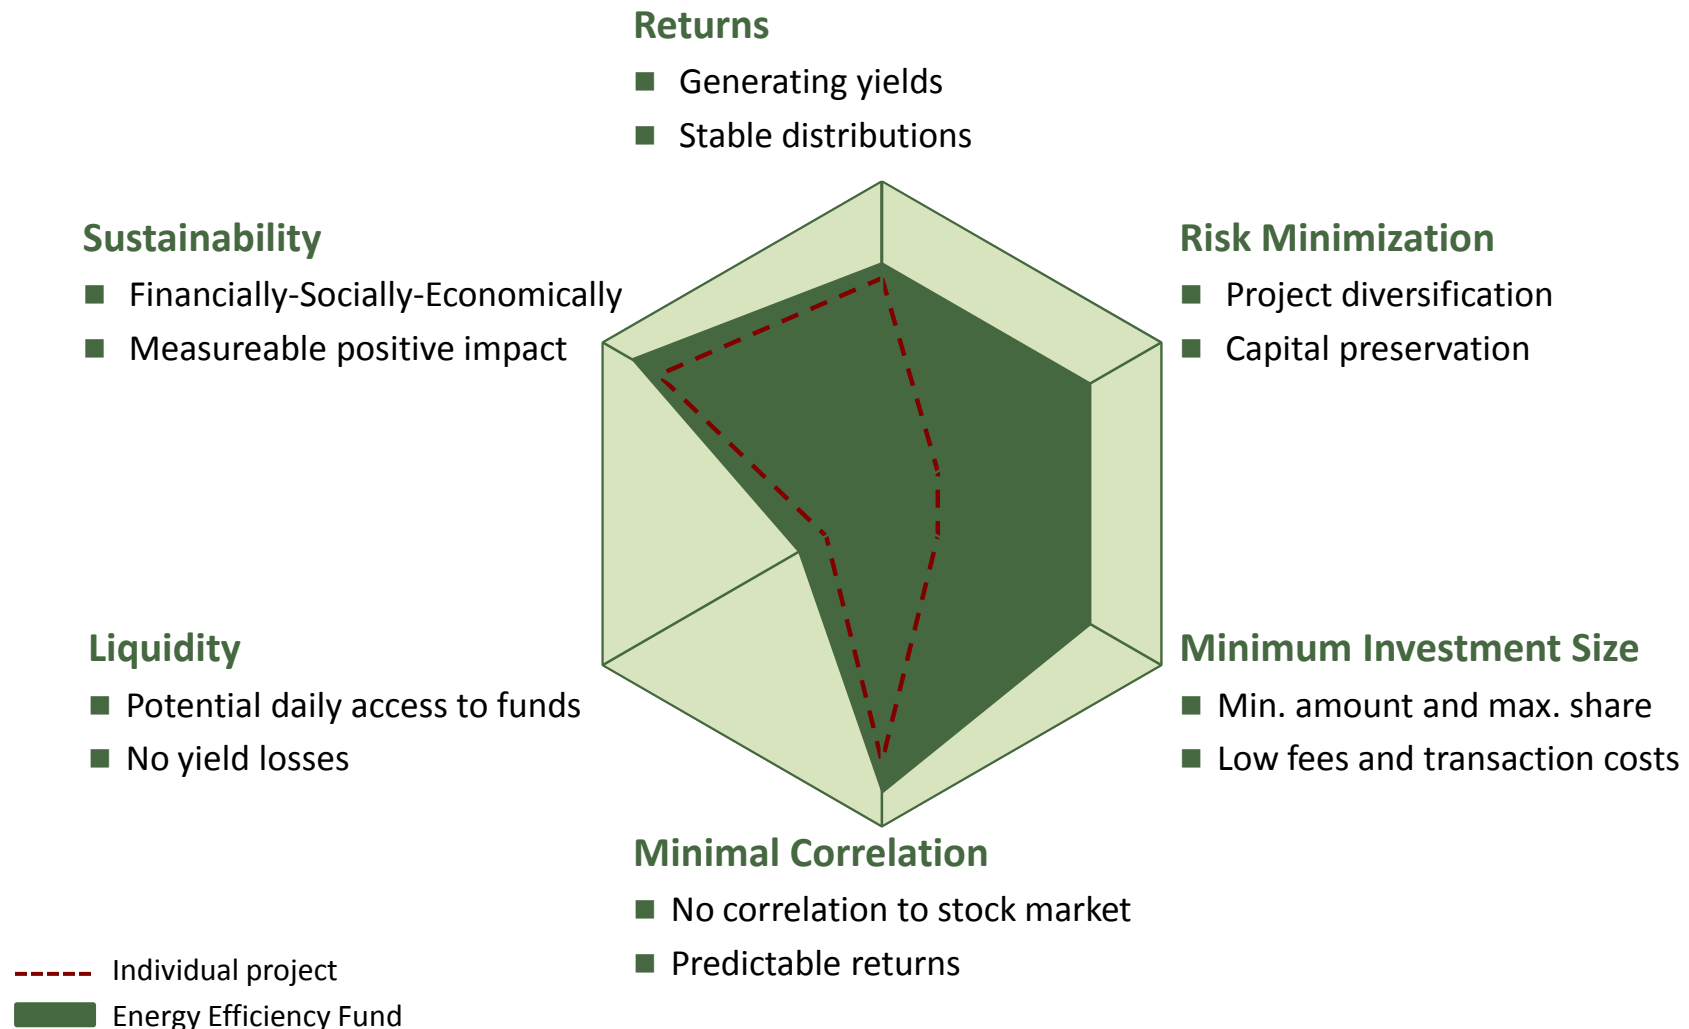 Returns
Generating yields
Stable distributions
Sustainability
Financially-Socially-Economically
Measureable positive impact
Risk Minimization
Project diversification
Capital preservation
Liquidity
Potential daily access to funds
No yield losses
Minimum Investment Size
Min. amount and max. share
Low fees and transaction costs
Minimal Correlation
No correlation to stock market
Predictable returns
Individual project
Energy Efficiency Fund